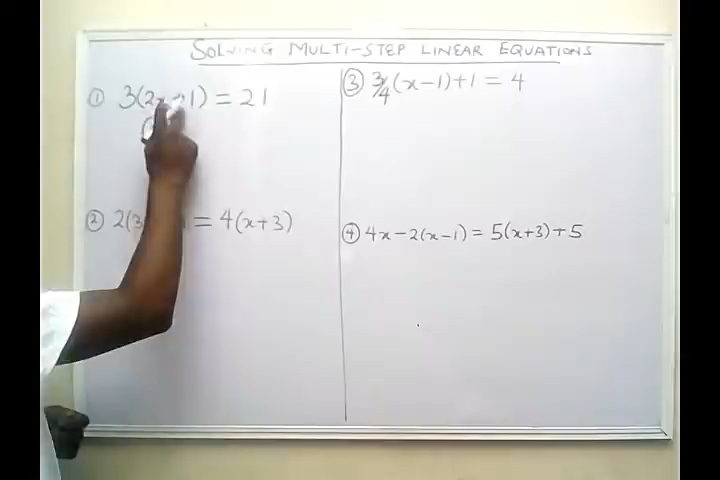 SOLVING MULTI-STEP LINEAR EQUATIONS
① 3(2x 1) = 21
② 2(3 = 4(x+3)
③ 3/4(x-1)+1 = 4
④ 4x-2(x-1) = 5(x+3)+5